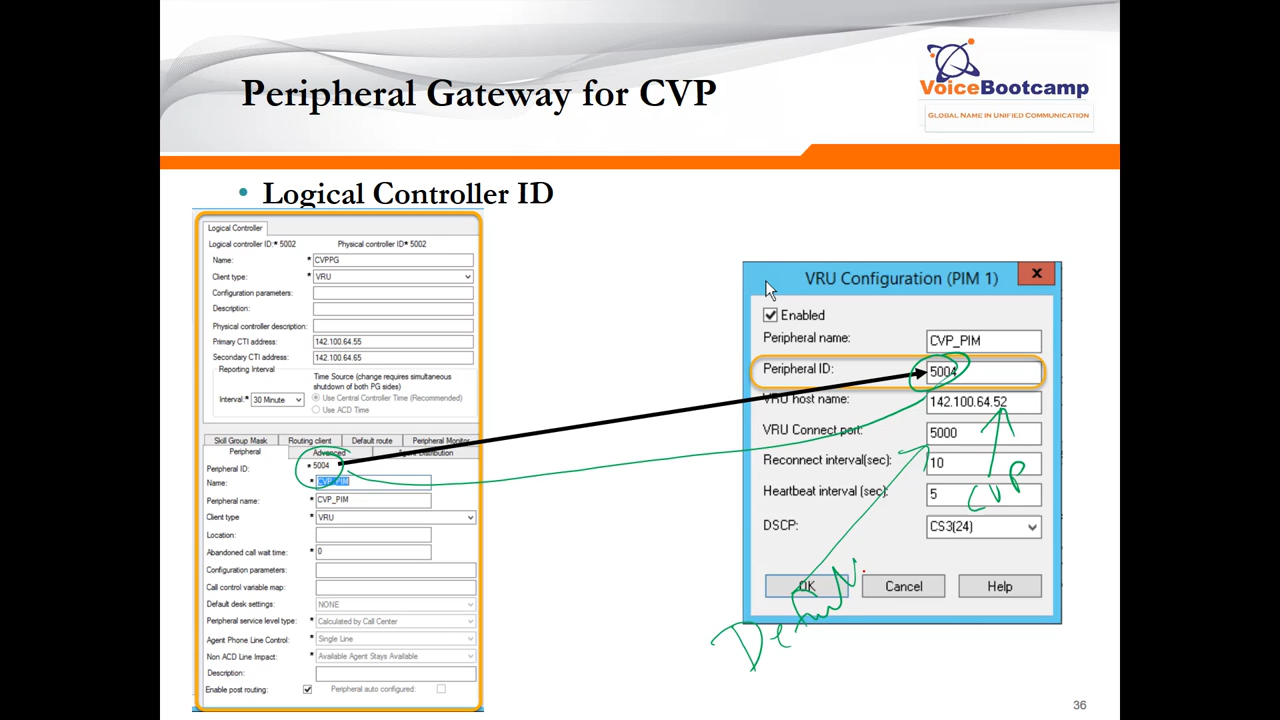 Peripheral Gateway for CVP
VoiceBootcamp
GLOBAL NAME IN UNIFIED COMMUNICATION
• Logical Controller ID
Logical Controller
Logical controller ID:* 5002 Physical controller ID* 5002
Name: * CVPPG
Client type: * VRU
Configuration parameters:
Description:
Physical controller description:
Primary CTI address: 142.100.64.55
Secondary CTI address: 142.100.64.65
Reporting Interval
Interval:* 30 Minute
Time Source (change requires simultaneous
shutdown of both PG sides)
Use Central Controller Time (Recommended)
Use ACD Time
Skill Group Mask Routing client Default route Peripheral Monitor
Peripheral Advanced Agent Distribution
Peripheral ID: * 5004
Name: * CVP_PIM
Peripheral name: * CVP_PIM
Client type * VRU
Location:
Abandoned call wait time: * 0
Configuration parameters:
Call control variable map:
Default desk settings: NONE
Peripheral service level type: * Calculated by Call Center
Agent Phone Line Control: * Single Line
Non ACD Line Impact: * Available Agent Stays Available
Description:
Enable post routing: Peripheral auto configured:
VRU Configuration (PIM 1)
x
Enabled
Peripheral name: CVP_PIM
Peripheral ID: 5004
VRU host name: 142.100.64.52
VRU Connect port: 5000
Reconnect interval(sec): 10
Heartbeat interval (sec): 5
CVP
DSCP: CS3(24)
OK Cancel Help
36